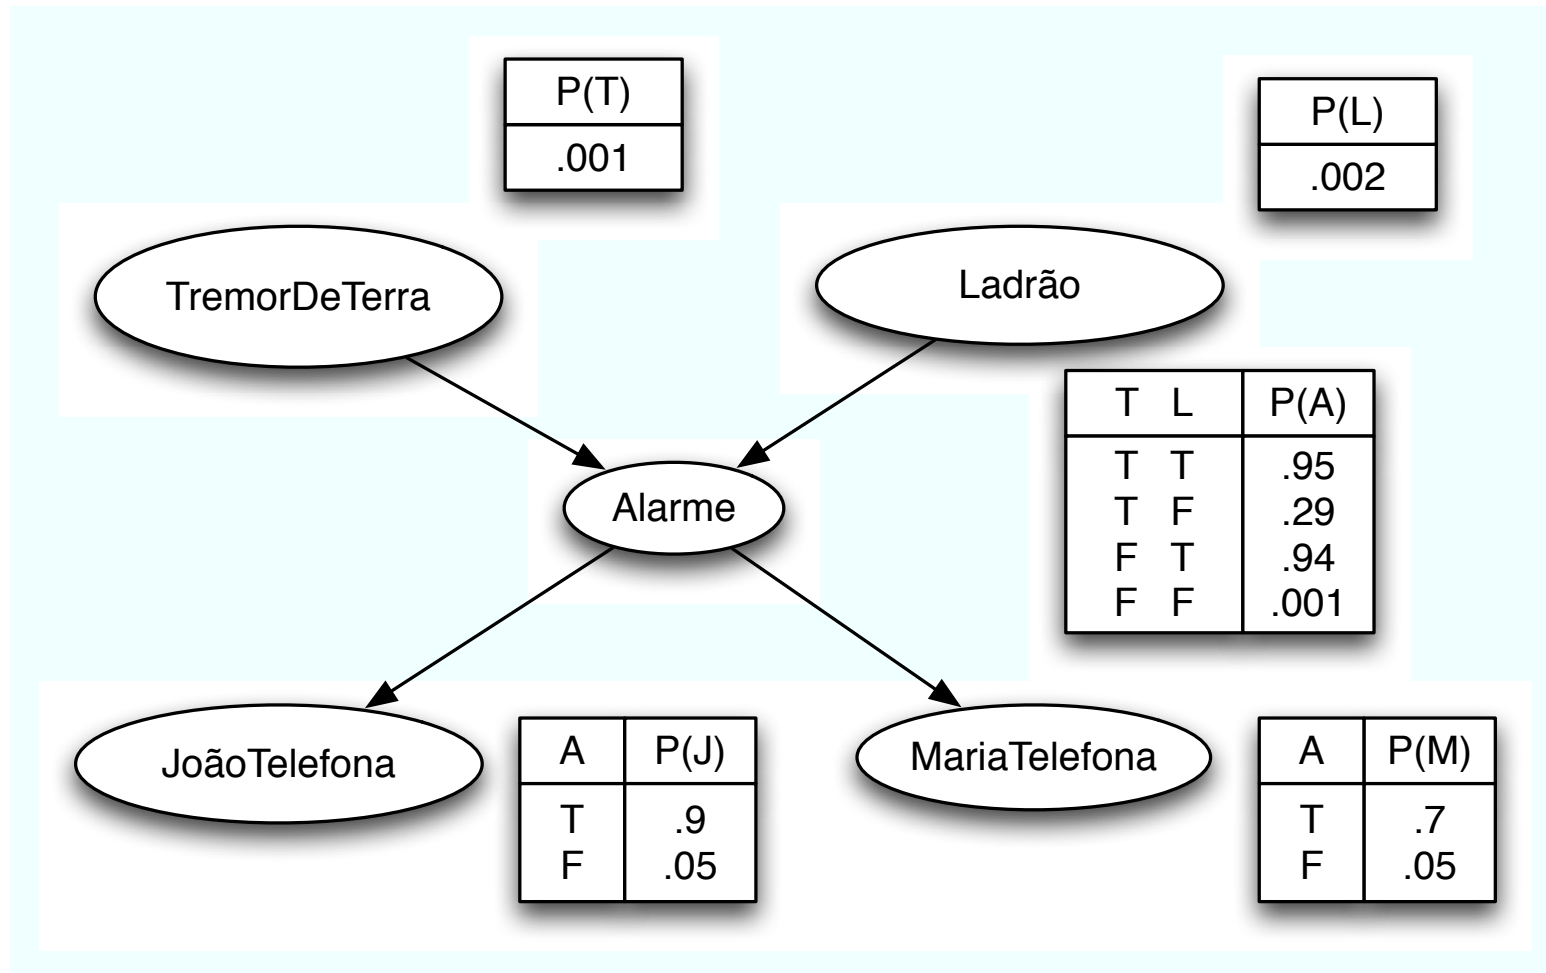 P(T)
.001
P(L)
.002
TremorDeTerra
Ladrão
T L P(A)
T T .95
T F .29
F T .94
F F .001
Alarme
JoãoTelefona
A P(J)
T .9
F .05
MariaTelefona
A P(M)
T .7
F .05